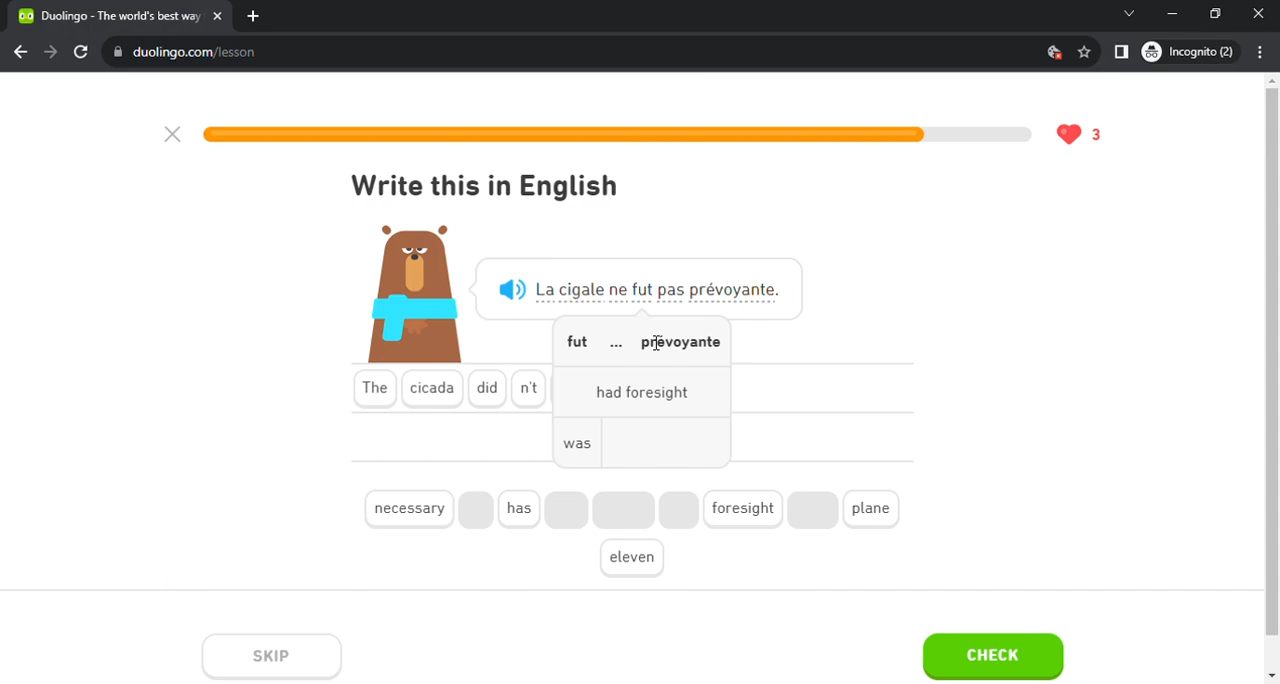 Duolingo - The world's best way
duolingo.com/lesson
Incognito (2)
3
Write this in English
La cigale ne fut pas prévoyante.
fut ... prévoyante
had foresight
was
The cicada did n't
necessary has foresight plane
eleven
SKIP
CHECK